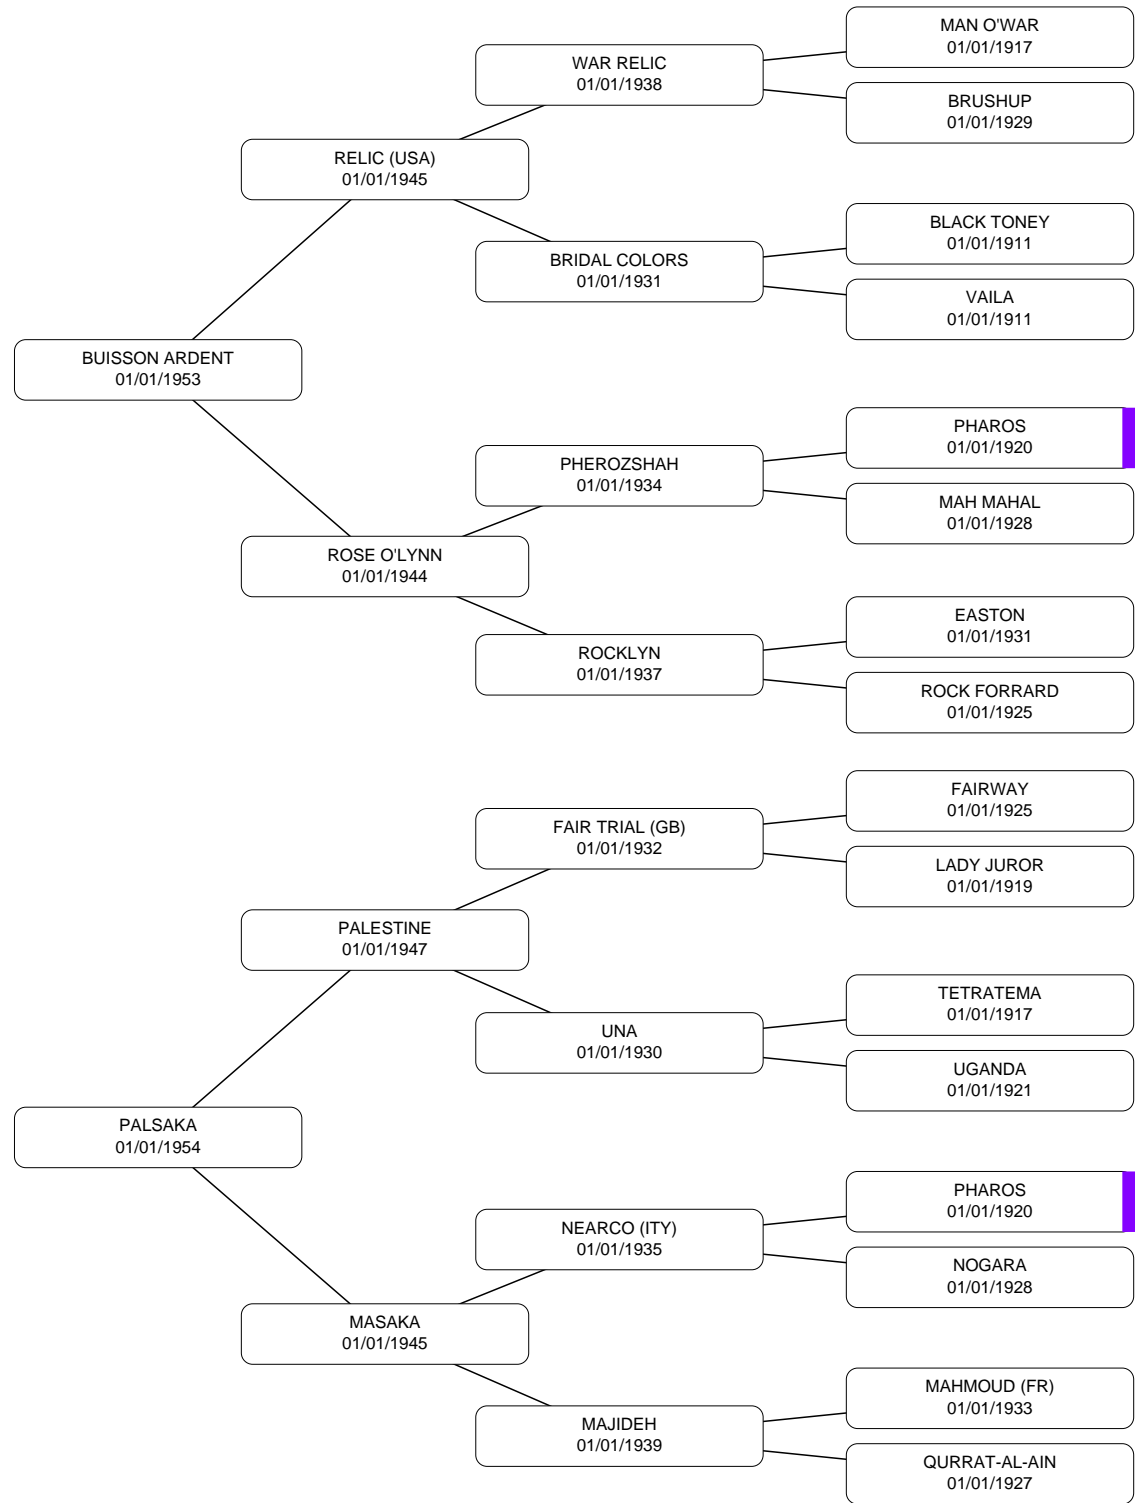 MAN O'WAR
01/01/1917
WAR RELIC
01/01/1938
BRUSHUP
01/01/1929
RELIC (USA)
01/01/1945
BLACK TONEY
01/01/1911
BRIDAL COLORS
01/01/1931
VAILA
01/01/1911
BUISSON ARDENT
01/01/1953
PHAROS
01/01/1920
PHEROZSHAH
01/01/1934
MAH MAHAL
01/01/1928
ROSE O'LYNN
01/01/1944
EASTON
01/01/1931
ROCKLYN
01/01/1937
ROCK FORRARD
01/01/1925
FAIRWAY
01/01/1925
FAIR TRIAL (GB)
01/01/1932
LADY JUROR
01/01/1919
PALESTINE
01/01/1947
TETRATEMA
01/01/1917
UNA
01/01/1930
UGANDA
01/01/1921
PALSAKA
01/01/1954
PHAROS
01/01/1920
NEARCO (ITY)
01/01/1935
NOGARA
01/01/1928
MASAKA
01/01/1945
MAHMOUD (FR)
01/01/1933
MAJIDEH
01/01/1939
QURRAT-AL-AIN
01/01/1927